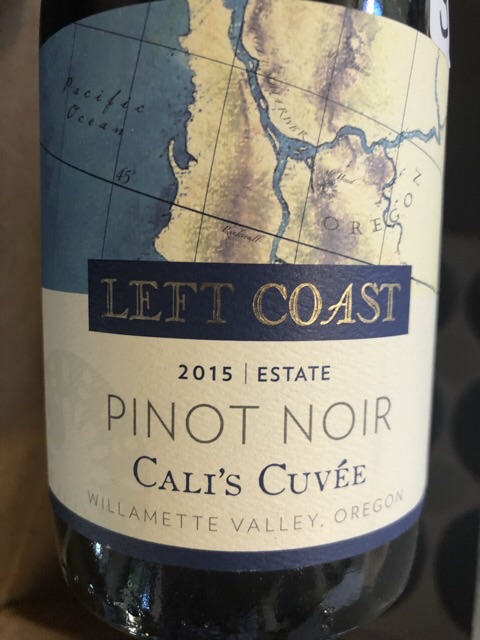 Pacific
Ocean
45°
OREGON
LEFT COAST
2015 | ESTATE
PINOT NOIR
CALI'S CUVÉE
WILLAMETTE VALLEY, OREGON